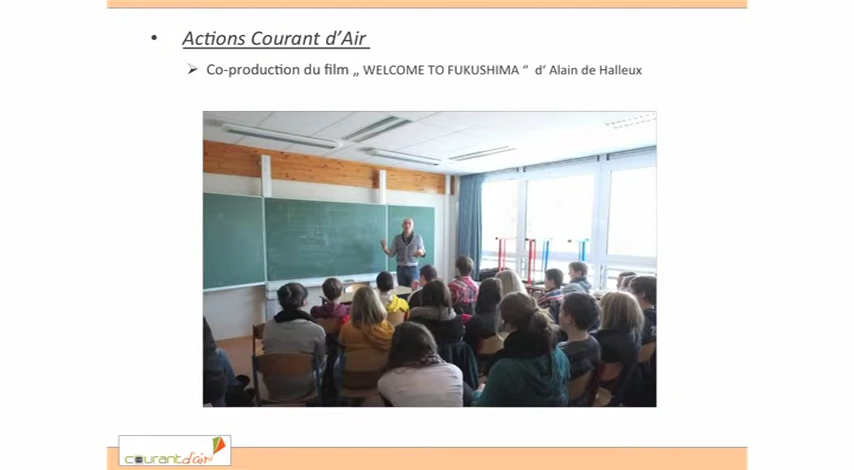 Actions Courant d’Air
Co-production du film „ WELCOME TO FUKUSHIMA “ d‘ Alain de Halleux
courant d'air